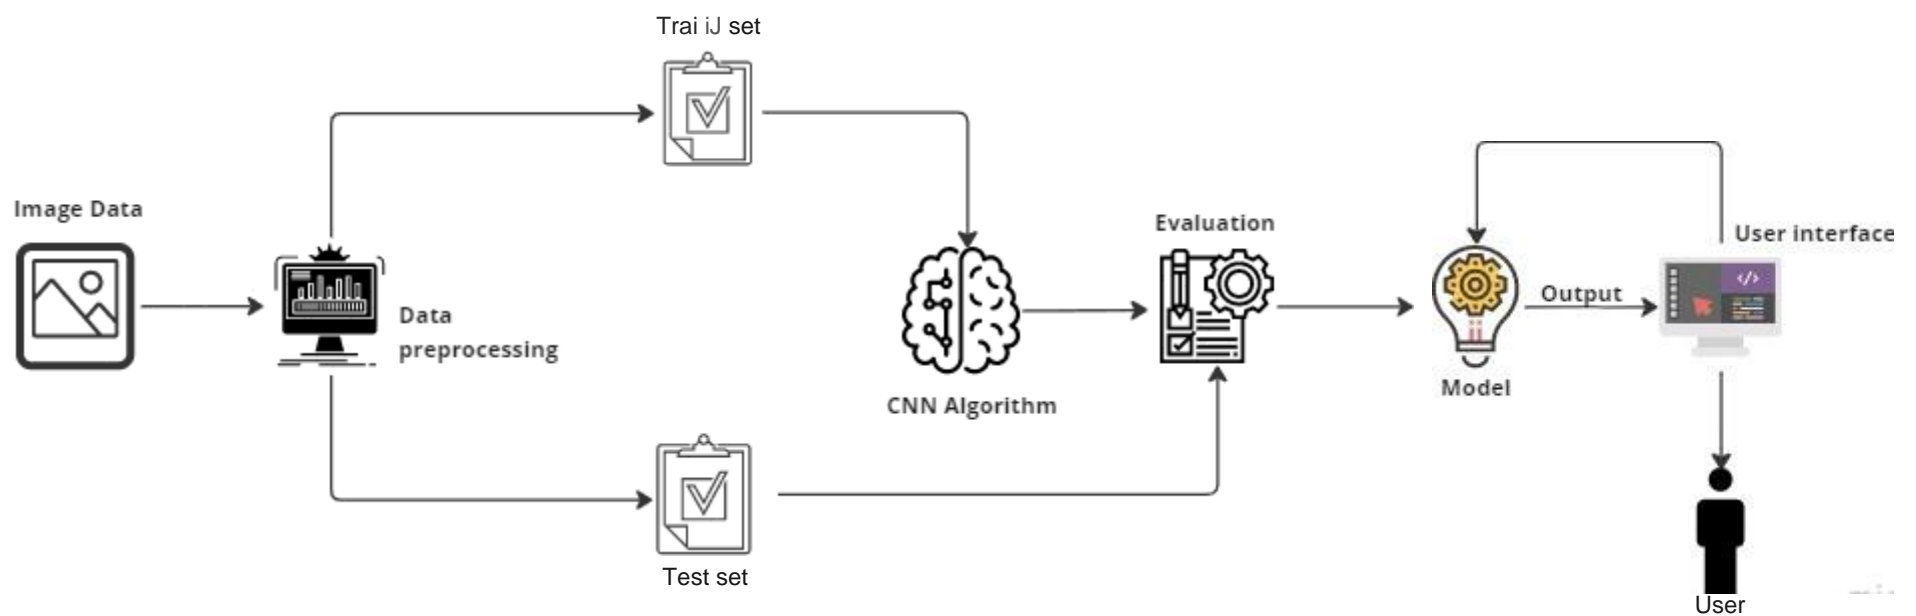 Trai iJ set
Image Data
Data
preprocessing
CNN Algorithm
Test set
Evaluation
Model
Output
User interface
</>
User